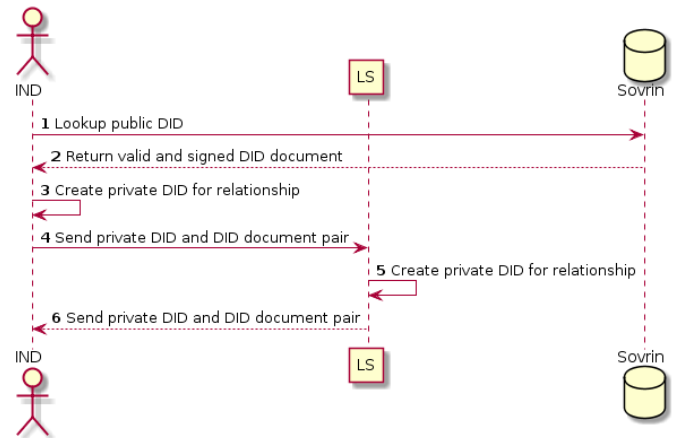 IND
LS
Sovrin
1 Lookup public DID
2 Return valid and signed DID document
3 Create private DID for relationship
4 Send private DID and DID document pair
5 Create private DID for relationship
6 Send private DID and DID document pair
IND
LS
Sovrin